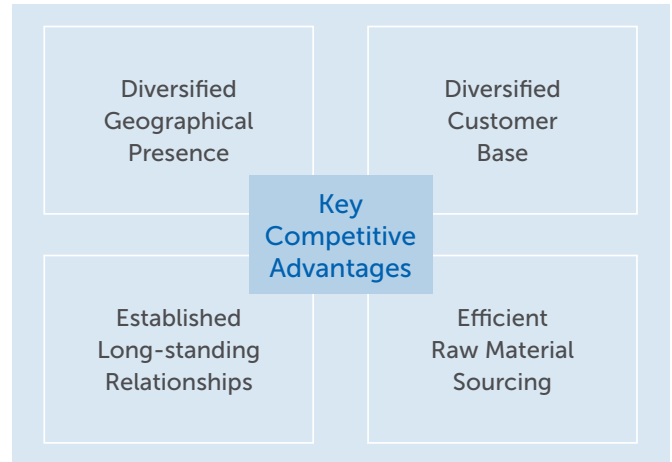 Diversified
Geographical
Presence
Diversified
Customer
Base
Key
Competitive
Advantages
Established
Long-standing
Relationships
Efficient
Raw Material
Sourcing